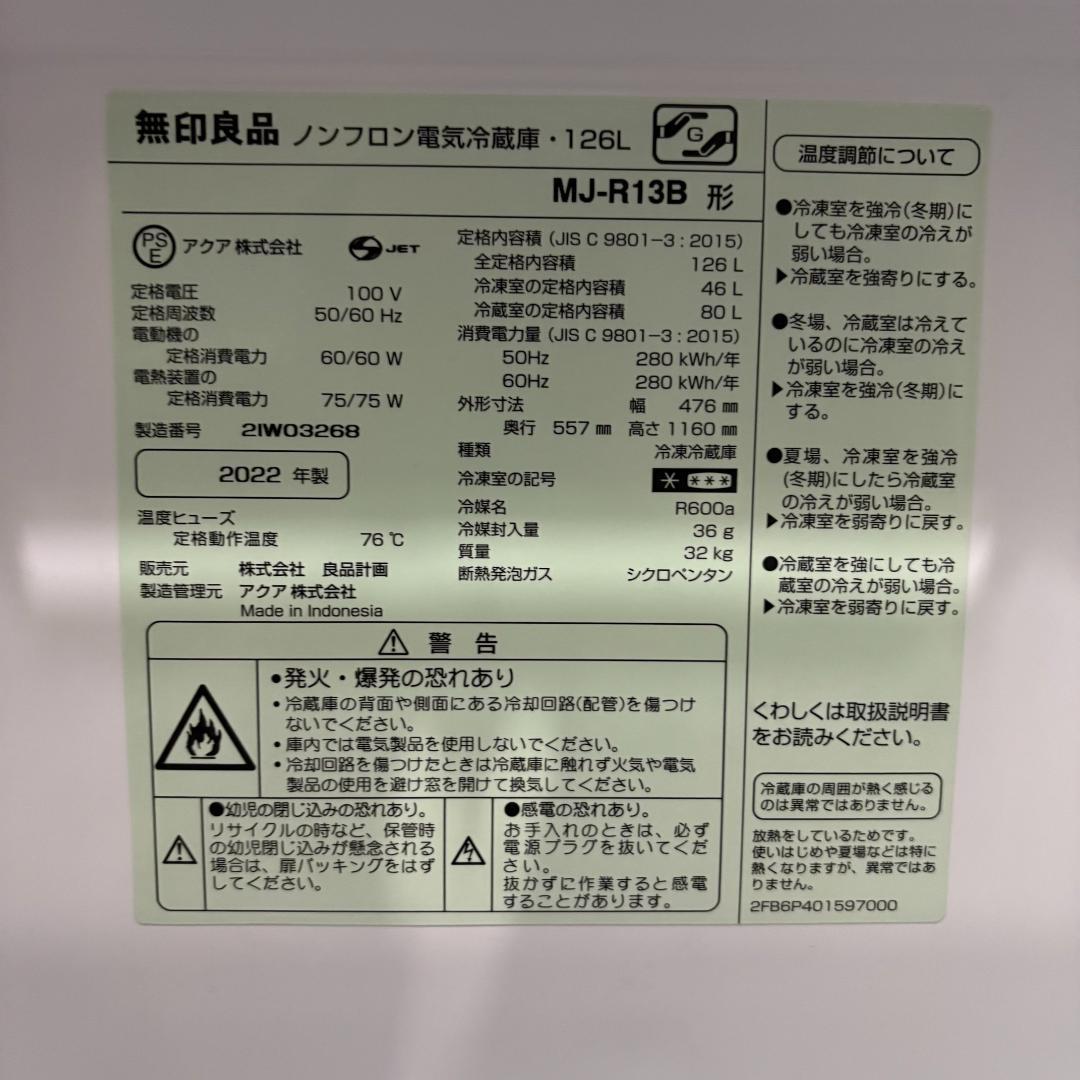 無印良品 ノンフロン電気冷蔵庫・126L
G
MJ-R13B 形
PSE アクア株式会社 JET
定格電圧 100 V
定格周波数 50/60 Hz
電動機の
定格消費電力 60/60 W
電熱装置の
定格消費電力 75/75 W
製造番号 2IW03268
2022 年製
温度ヒューズ
定格動作温度 76 ℃
販売元 株式会社 良品計画
製造管理元 アクア株式会社
Made in Indonesia
定格内容積 (JIS C 9801-3 : 2015)
全定格内容積 126 L
冷凍室の定格内容積 46 L
冷蔵室の定格内容積 80 L
消費電力量 (JIS C 9801-3 : 2015)
50Hz 280 kWh/年
60Hz 280 kWh/年
外形寸法 幅 476 ㎜
奥行 557 ㎜ 高さ 1160 ㎜
種類 冷凍冷蔵庫
冷凍室の記号 * ***
冷媒名 R600a
冷媒封入量 36 g
質量 32 kg
断熱発泡ガス シクロペンタン
警告
●発火・爆発の恐れあり
・冷蔵庫の背面や側面にある冷却回路(配管)を傷つけ
ないでください。
・庫内では電気製品を使用しないでください。
・冷却回路を傷つけたときは冷蔵庫に触れず火気や電気
製品の使用を避け窓を開けて換気してください。
●幼児の閉じ込みの恐れあり。
リサイクルの時など、保管時
の幼児閉じ込みが懸念される
場合は、扉パッキングをはず
してください。
●感電の恐れあり。
お手入れのときは、必ず
電源プラグを抜いてくだ
さい。
抜かずに作業すると感電
することがあります。
温度調節について
●冷凍室を強冷(冬期)に
しても冷凍室の冷えが
弱い場合。
▶冷蔵室を強寄りにする。
●冬場、冷蔵室は冷えて
いるのに冷凍室の冷え
が弱い場合。
▶冷凍室を強冷(冬期)に
する。
●夏場、冷凍室を強冷
(冬期)にしたら冷蔵室
の冷えが弱い場合。
▶冷凍室を弱寄りに戻す。
●冷蔵室を強にしても冷
蔵室の冷えが弱い場合。
▶冷凍室を弱寄りに戻す。
くわしくは取扱説明書
をお読みください。
冷蔵庫の周囲が熱く感じる
のは異常ではありません。
放熱をしているためです。
使いはじめや夏場などは特に
熱くなりますが、異常ではあ
りません。
2FB6P401597000